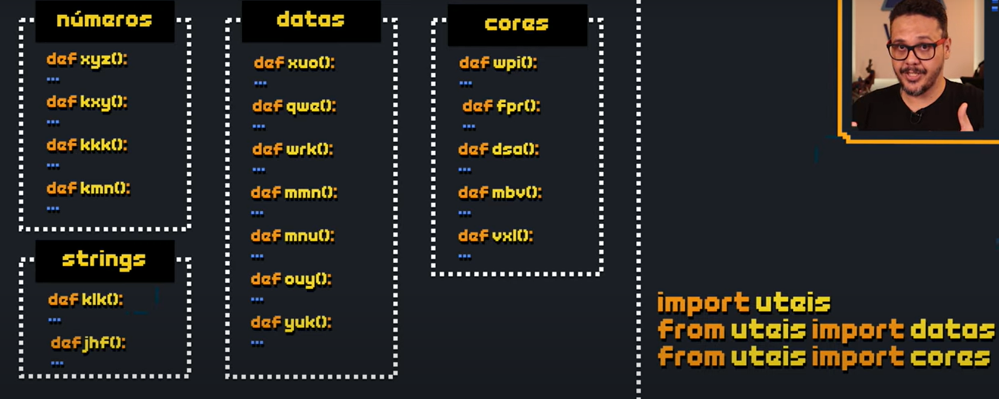 números
def xyz():
...
def kxy():
...
def kkk():
...
def kmn():
...
strings
def klk():
...
def jhf():
...
datas
def xuo():
...
def qwe():
...
def wrk():
...
def mmn():
...
def mnu():
...
def ouy():
...
def yuk():
...
cores
def wpi():
...
def fpr():
...
def dsa():
...
def mbv():
...
def vxl():
...
import uteis
from uteis import datas
from uteis import cores